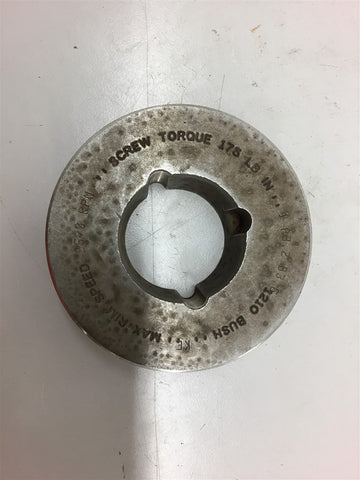 SCREW TORQUE 175 LB IN
1210 BUSH
MAX RIM SPEED